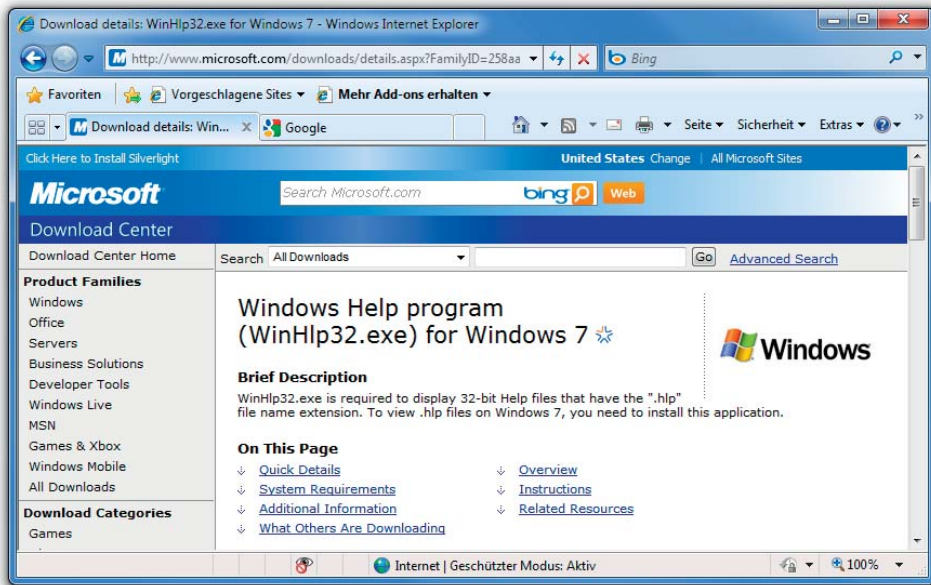 Download details: WinHlp32.exe for Windows 7 - Windows Internet Explorer
http://www.microsoft.com/downloads/details.aspx?FamilyID=258aa
Bing
Favoriten Vorgeschlagene Sites Mehr Add-ons erhalten
Download details: Win... Google Seite Sicherheit Extras
Click Here to Install Silverlight United States Change | All Microsoft Sites
Microsoft Search Microsoft.com bing Web
Download Center
Download Center Home
Search All Downloads Go Advanced Search
Product Families
Windows
Office
Servers
Business Solutions
Developer Tools
Windows Live
MSN
Games & Xbox
Windows Mobile
All Downloads
Download Categories
Games
Windows Help program
(WinHlp32.exe) for Windows 7
Windows
Brief Description
WinHlp32.exe is required to display 32-bit Help files that have the ".hlp"
file name extension. To view .hlp files on Windows 7, you need to install this application.
On This Page
Quick Details Overview
System Requirements Instructions
Additional Information Related Resources
What Others Are Downloading
Internet | Geschützter Modus: Aktiv 100%